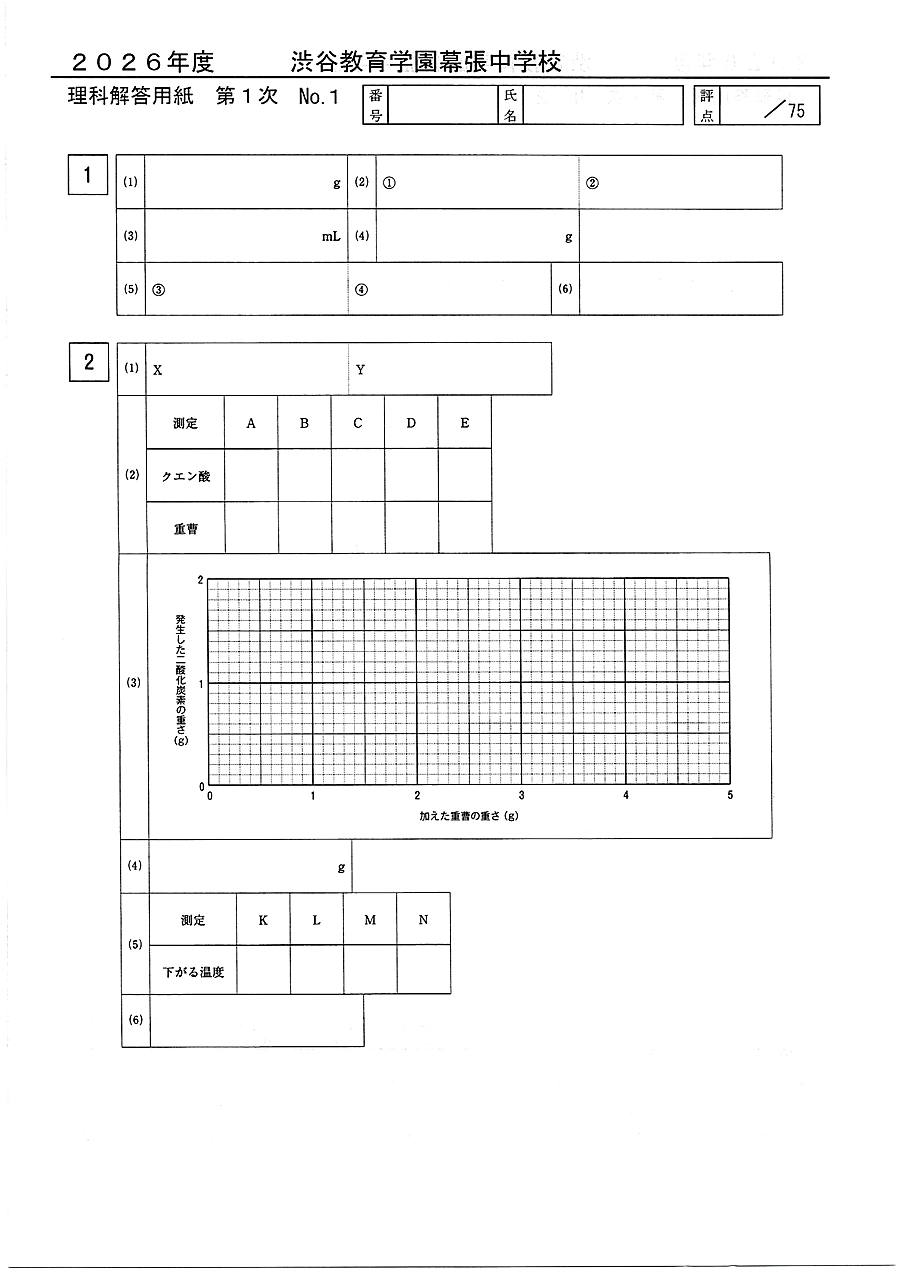 2026年度 渋谷教育学園幕張中学校
理科解答用紙 第1次 No.1 番号 氏名 評点 /75
1 (1) g (2) ① ②
(3) mL (4) g
(5) ③ ④ (6)
2 (1) X Y
(2) 測定 A B C D E
クエン酸
重曹
(3)
発生した二酸化炭素の重さ(g)
2
1
0
0 1 2 3 4 5
加えた重曹の重さ(g)
(4) g
(5) 測定 K L M N
下がる温度
(6)